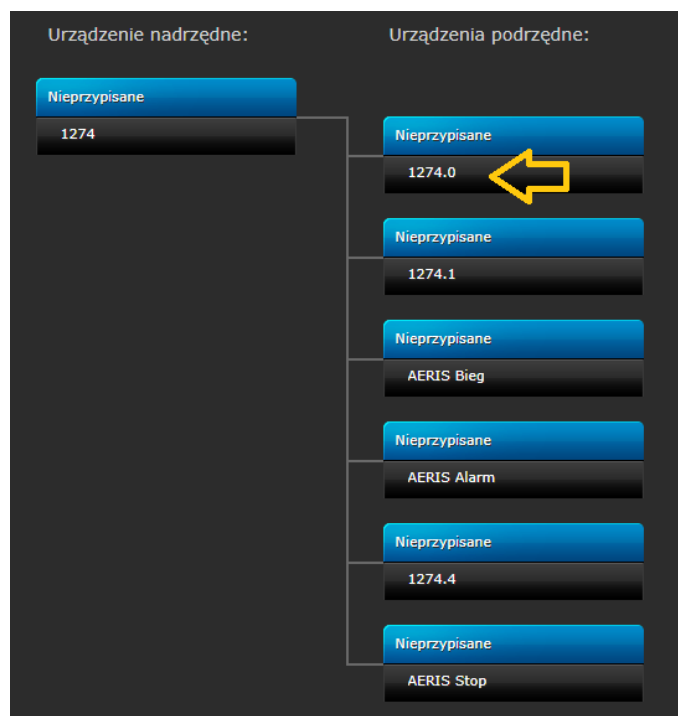 Urządzenie nadrzędne:
Urządzenia podrzędne:
Nieprzypisane
1274
Nieprzypisane
1274.0
Nieprzypisane
1274.1
Nieprzypisane
AERIS Bieg
Nieprzypisane
AERIS Alarm
Nieprzypisane
1274.4
Nieprzypisane
AERIS Stop